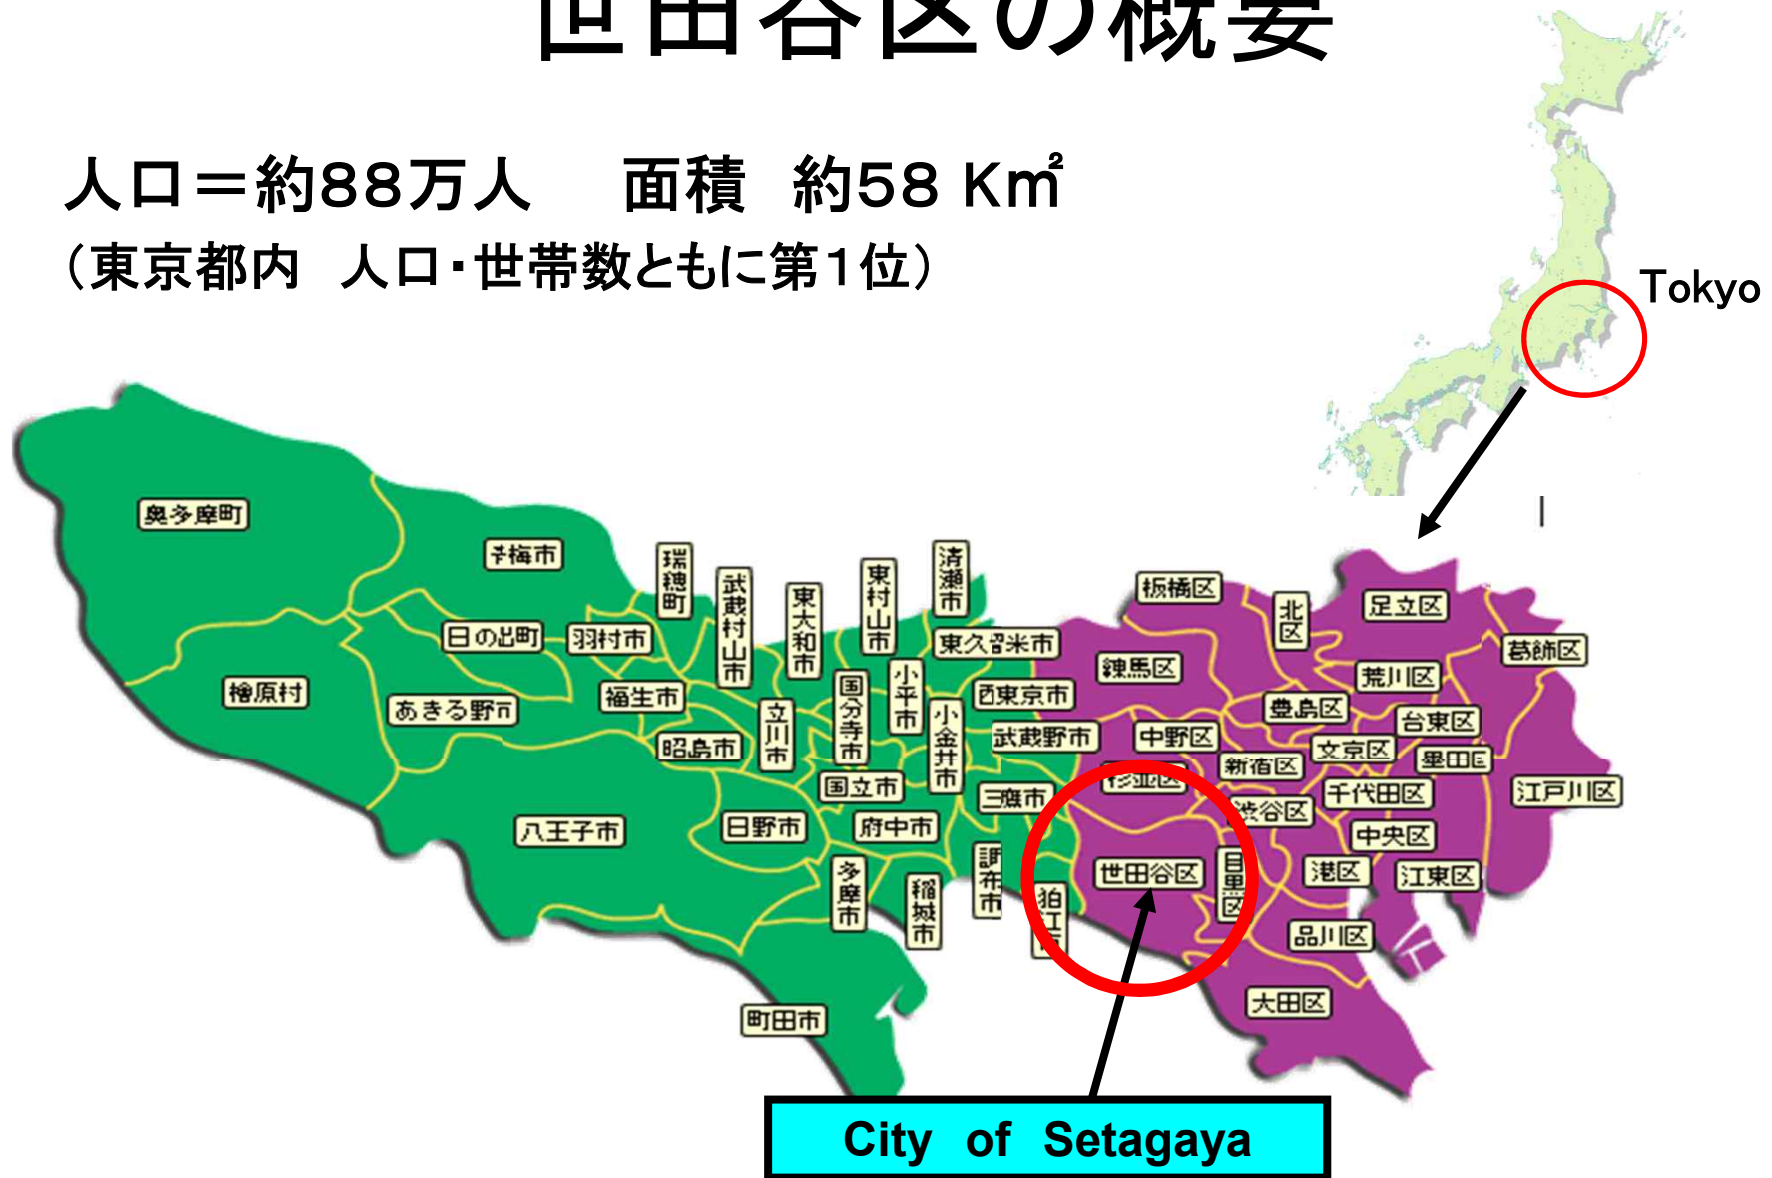 世田谷区の概要
人口＝約８８万人　面積　約５８ Ｋ㎡
（東京都内　人口・世帯数ともに第１位）
Tokyo
奥多摩町
梅市
瑞穂町
武蔵村山市
東大和市
東村山市
清瀬市
板橋区
北区
足立区
日の出町
羽村市
東久留米市
葛飾区
練馬区
荒川区
檜原村
あきる野市
福生市
立川市
国分寺市
小平市
小金井市
西東京市
豊島区
台東区
昭島市
武蔵野市
中野区
文京区
墨田区
新宿区
杉並区
国立市
三鷹市
渋谷区
千代田区
江戸川区
八王子市
日野市
府中市
中央区
多摩市
稲城市
調布市
狛江市
世田谷区
目黒区
港区
江東区
品川区
町田市
大田区
City of Setagaya